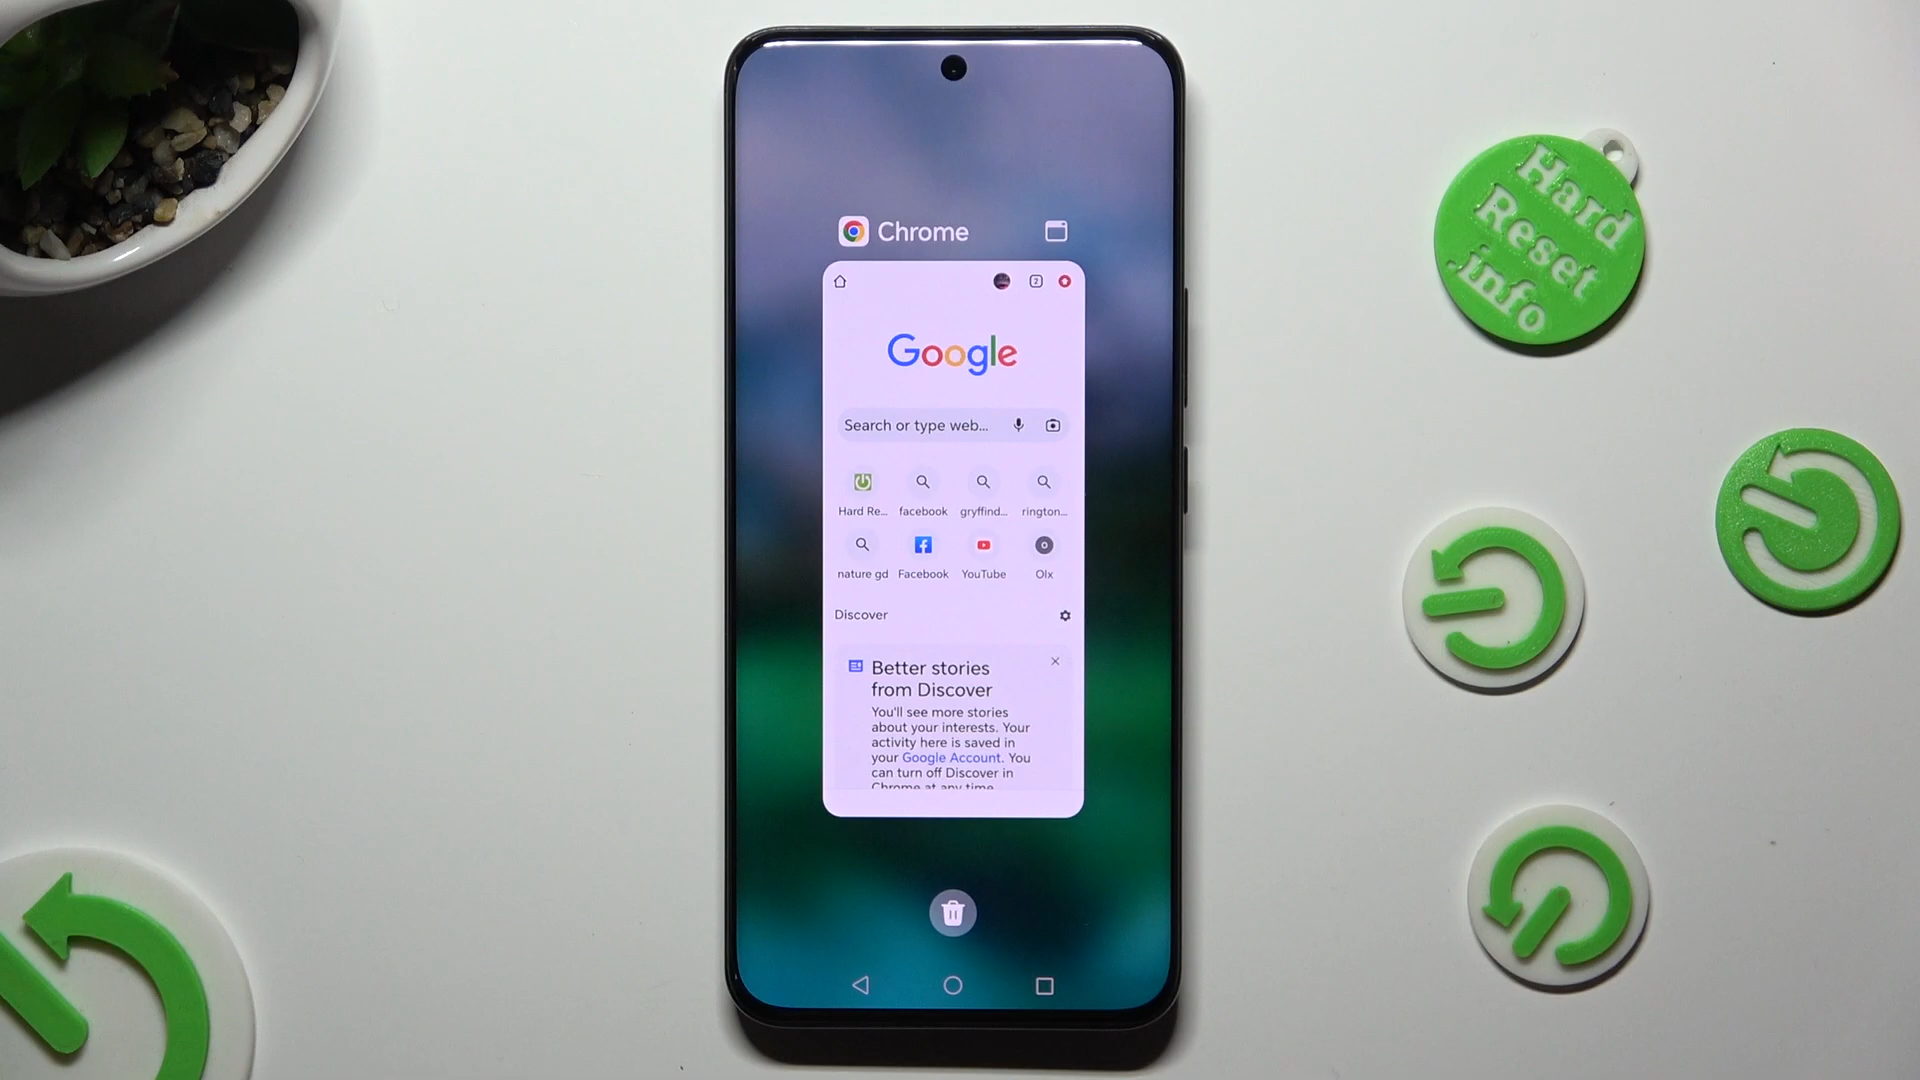 Chrome
2
Google
Search or type web...
Hard Re...
facebook
gryffind...
rington...
nature gd
Facebook
YouTube
O
Olx
Discover
Better stories
from Discover
You'll see more stories
about your interests. Your
activity here is saved in
your Google Account. You
can turn off Discover in
Chrome at any time
Hard
Reset
.info